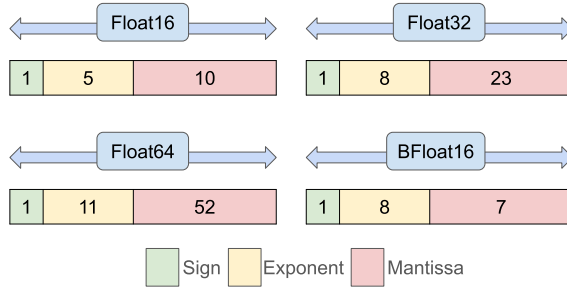 Float16
1 5 10
Float32
1 8 23
Float64
1 11 52
BFloat16
1 8 7
Sign Exponent Mantissa